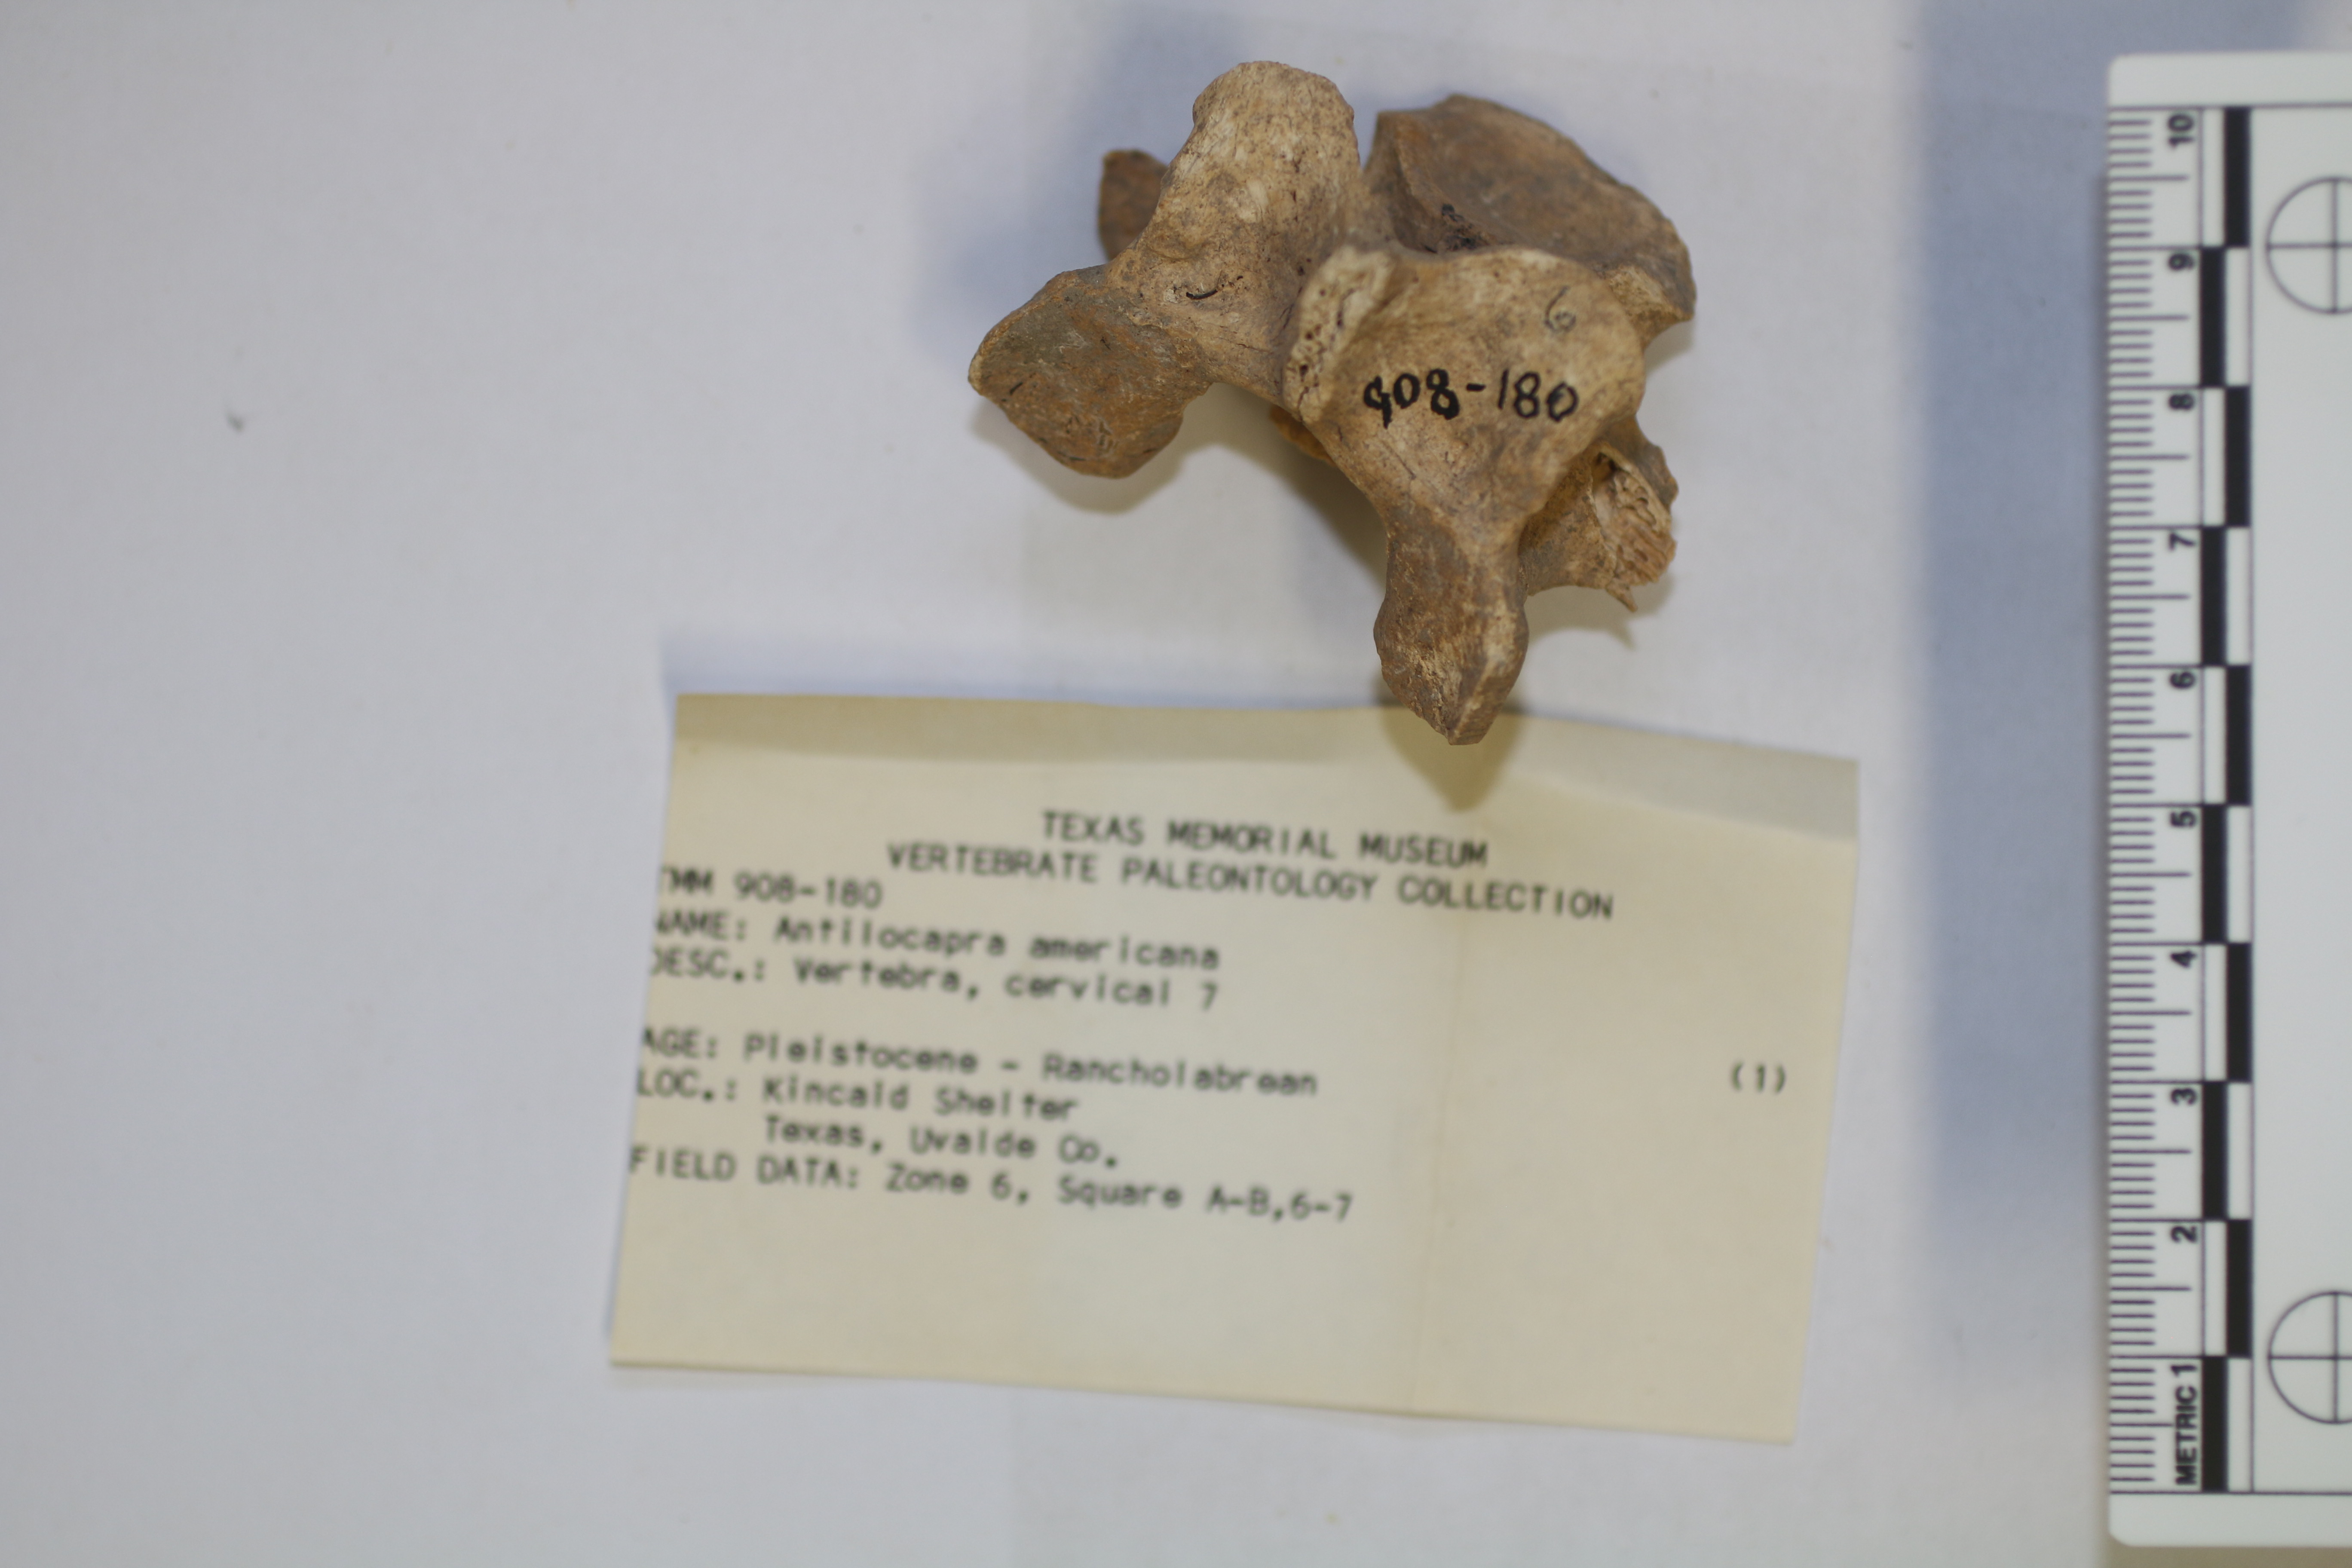 6
908-180
TEXAS MEMORIAL MUSEUM
VERTEBRATE PALEONTOLOGY COLLECTION
TMM 908-180
NAME: Antilocapra americana
DESC.: Vertebra, cervical 7
AGE: Pleistocene - Rancholabrean (1)
LOC.: Kincaid Shelter
Texas, Uvalde Co.
FIELD DATA: Zone 6, Square A-B,6-7
10
9
8
7
6
5
4
3
2
METRIC 1